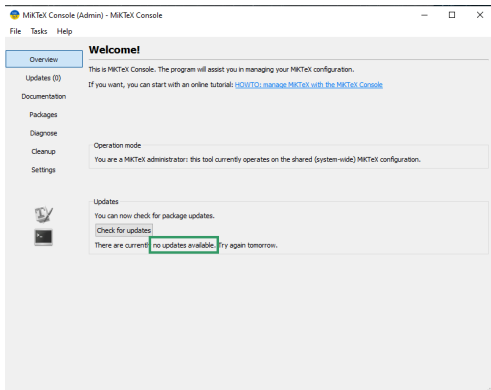 MiKTeX Console (Admin) - MiKTeX Console
File Tasks Help
Overview
Updates (0)
Documentation
Packages
Diagnose
Cleanup
Settings
Welcome!
This is MiKTeX Console. The program will assist you in managing your MiKTeX configuration.
If you want, you can start with an online tutorial: HOWTO: manage MiKTeX with the MiKTeX Console
Operation mode
You are a MiKTeX administrator: this tool currently operates on the shared (system-wide) MiKTeX configuration.
Updates
You can now check for package updates.
Check for updates
There are currently no updates available. Try again tomorrow.